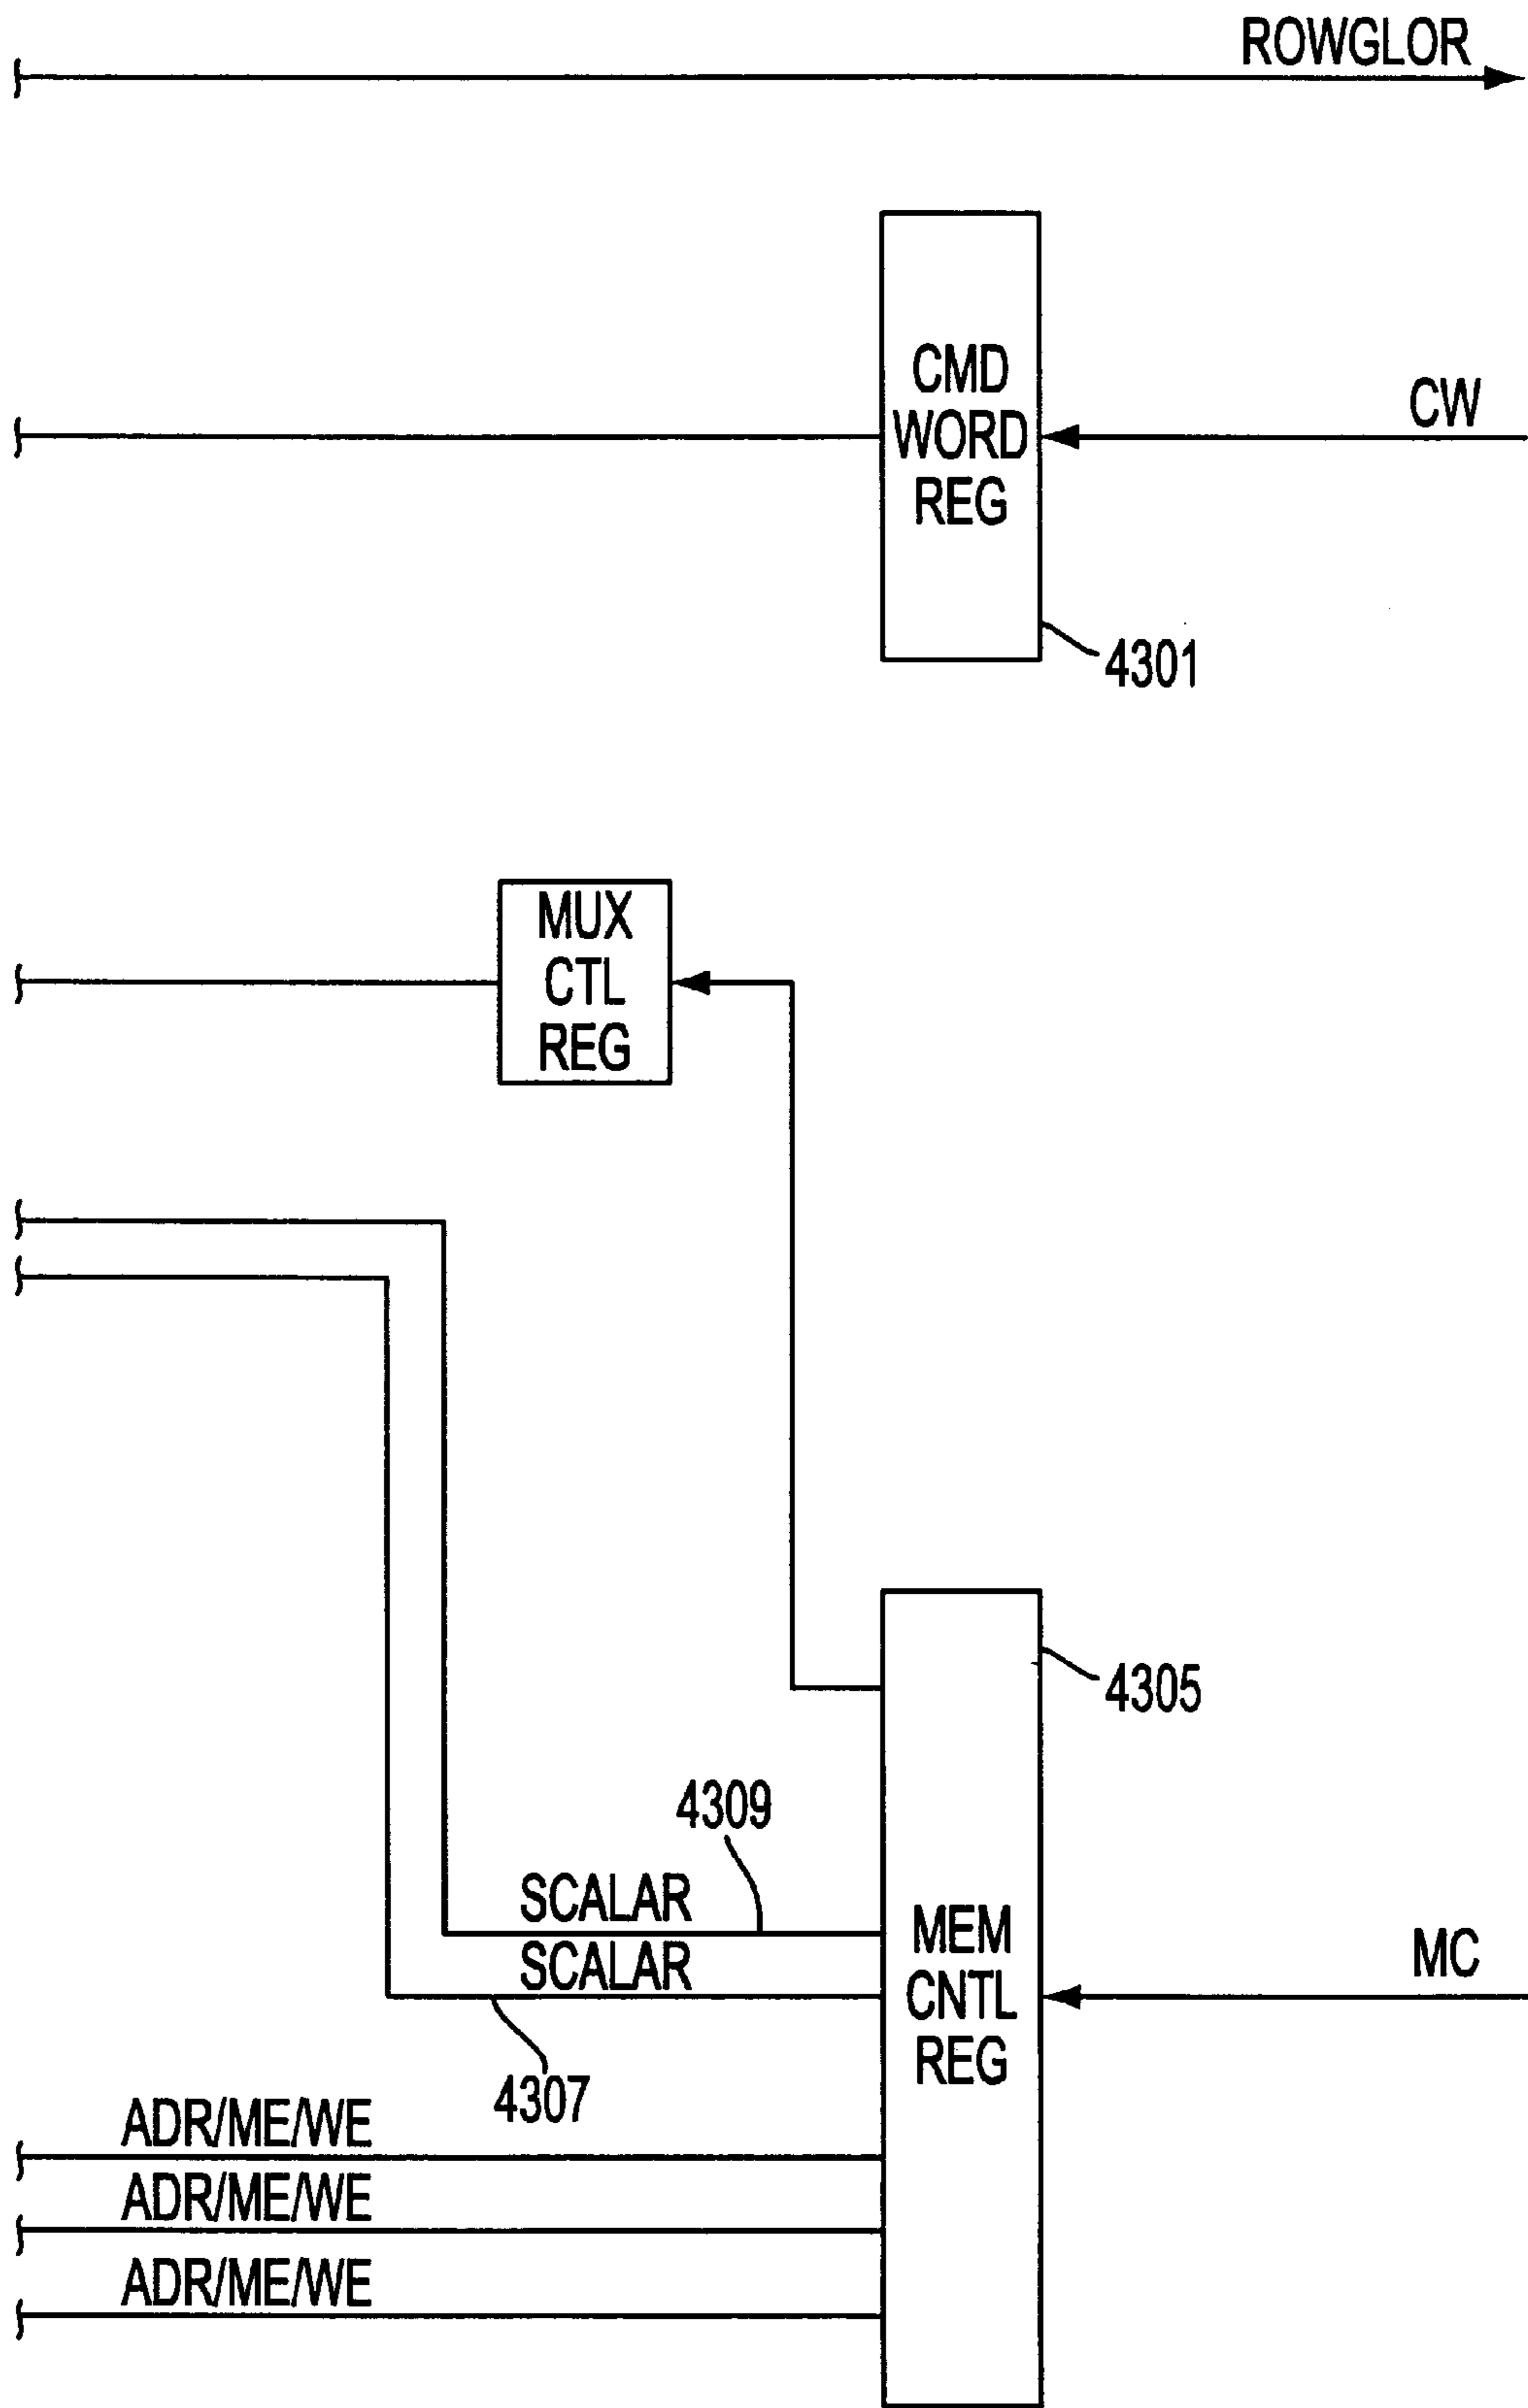 ROWGLOR
CMD
WORD
REG
CW
4301
MUX
CTL
REG
4305
4309
SCALAR
SCALAR
MEM
CNTL
REG
MC
4307
ADR/ME/WE
ADR/ME/WE
ADR/ME/WE